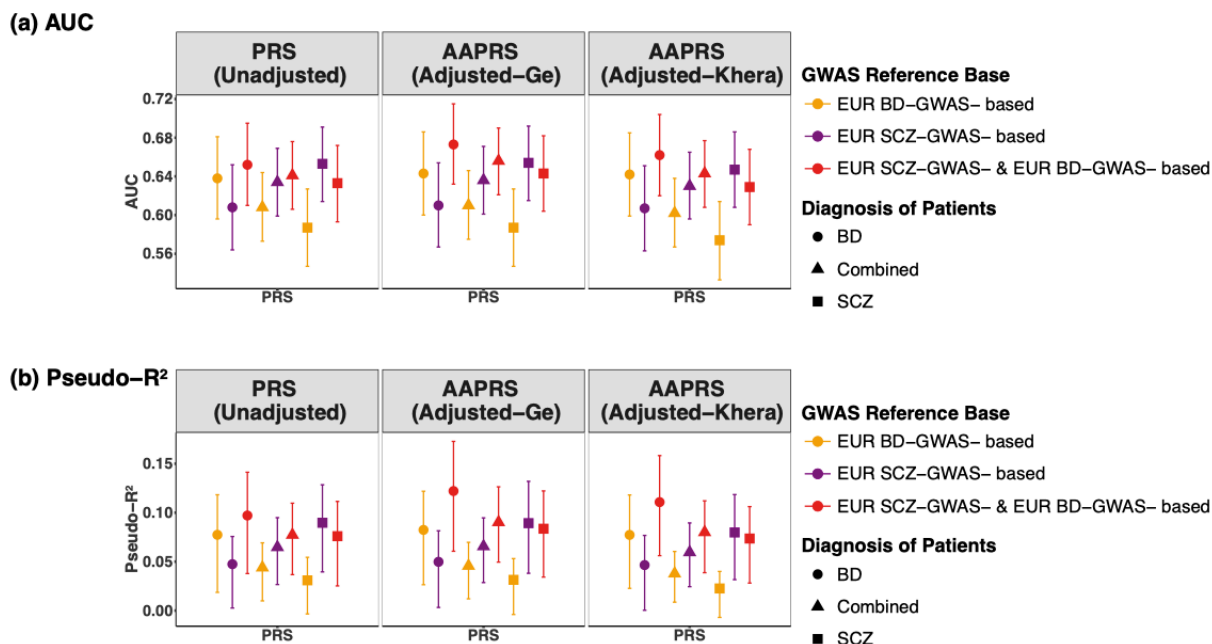 (a) AUC
PRS
(Unadjusted)
AAPRS
(Adjusted–Ge)
AAPRS
(Adjusted–Khera)
AUC
0.72
0.68
0.64
0.60
0.56
PRS
PRS
PRS
GWAS Reference Base
EUR BD–GWAS– based
EUR SCZ–GWAS– based
EUR SCZ–GWAS– & EUR BD–GWAS– based
Diagnosis of Patients
BD
Combined
SCZ
(b) Pseudo–R²
PRS
(Unadjusted)
AAPRS
(Adjusted–Ge)
AAPRS
(Adjusted–Khera)
Pseudo–R²
0.15
0.10
0.05
0.00
PRS
PRS
PRS
GWAS Reference Base
EUR BD–GWAS– based
EUR SCZ–GWAS– based
EUR SCZ–GWAS– & EUR BD–GWAS– based
Diagnosis of Patients
BD
Combined
SCZ